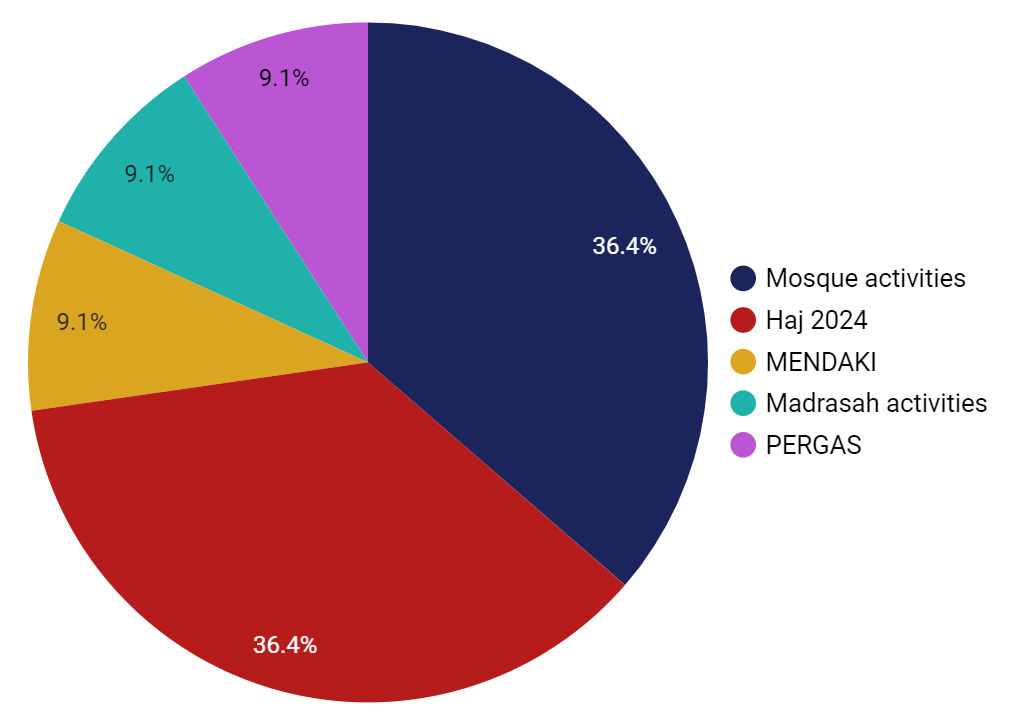 9.1%
9.1%
36.4%
9.1%
36.4%
Mosque activities
Haj 2024
MENDAKI
Madrasah activities
PERGAS